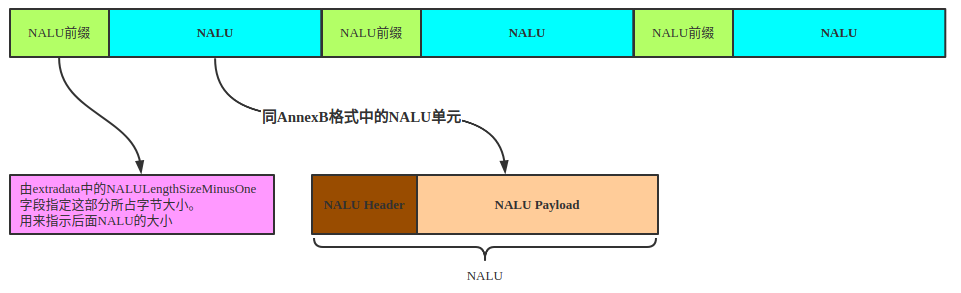 NALU前缀 NALU NALU前缀 NALU NALU前缀 NALU
同AnnexB格式中的NALU单元
由extradata中的NALULengthSizeMinusOne
字段指定这部分所占字节大小。
用来指示后面NALU的大小
NALU Header NALU Payload
NALU